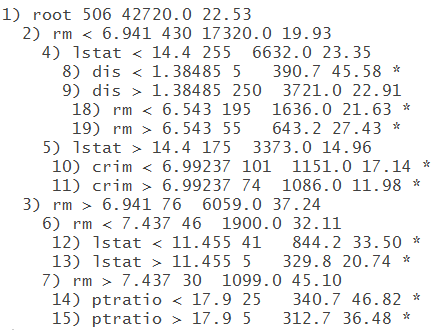 1) root 506 42720.0 22.53
2) rm < 6.941 430 17320.0 19.93
4) lstat < 14.4 255 6632.0 23.35
8) dis < 1.38485 5 390.7 45.58 *
9) dis > 1.38485 250 3721.0 22.91
18) rm < 6.543 195 1636.0 21.63 *
19) rm > 6.543 55 643.2 27.43 *
5) lstat > 14.4 175 3373.0 14.96
10) crim < 6.99237 101 1151.0 17.14 *
11) crim > 6.99237 74 1086.0 11.98 *
3) rm > 6.941 76 6059.0 37.24
6) rm < 7.437 46 1900.0 32.11
12) lstat < 11.455 41 844.2 33.50 *
13) lstat > 11.455 5 329.8 20.74 *
7) rm > 7.437 30 1099.0 45.10
14) ptratio < 17.9 25 340.7 46.82 *
15) ptratio > 17.9 5 312.7 36.48 *